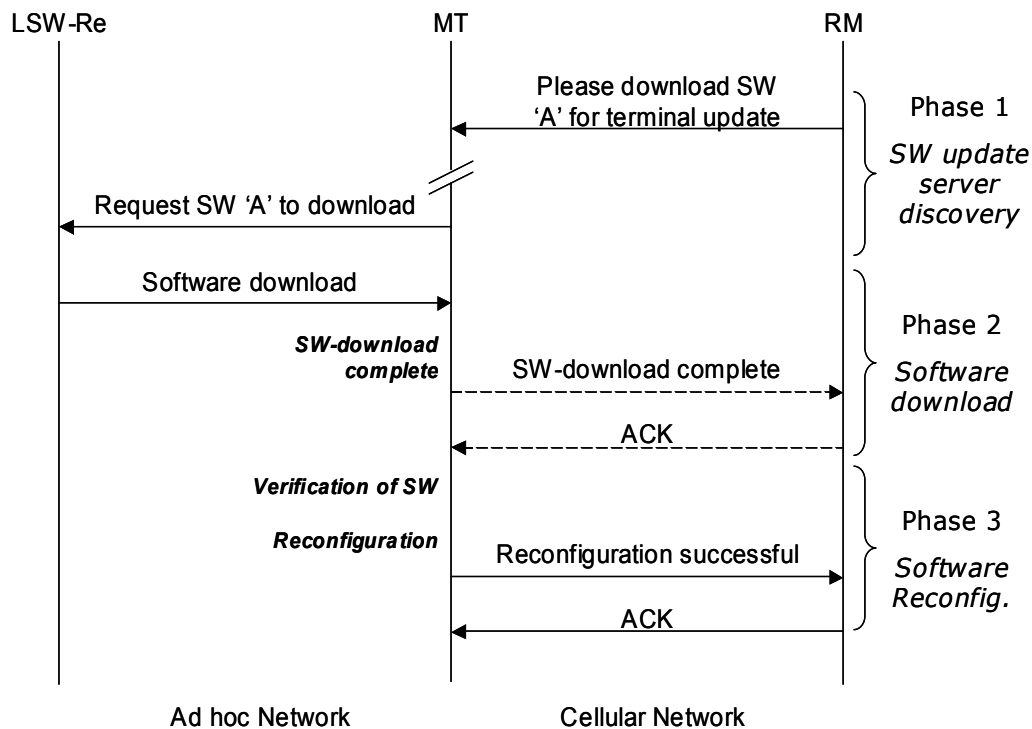 LSW-Re
MT
RM
Please download SW
‘A’ for terminal update
Phase 1
SW update
server
discovery
Request SW ‘A’ to download
Software download
Phase 2
Software
download
SW-download
complete
SW-download complete
ACK
Verification of SW
Reconfiguration
Phase 3
Software
Reconfig.
Reconfiguration successful
ACK
Ad hoc Network
Cellular Network